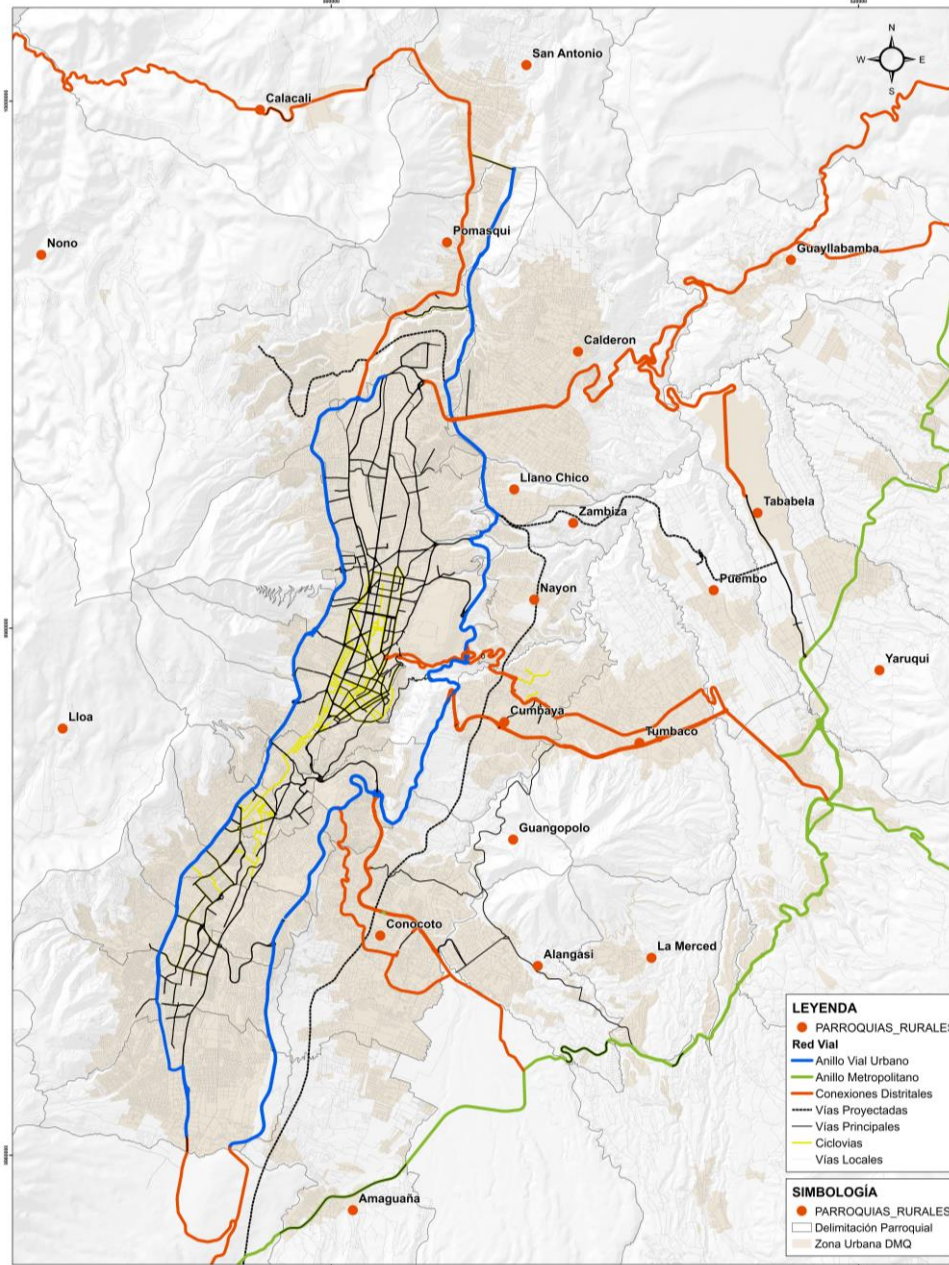 N
W E
S
San Antonio
Calacali
Pomasqui
Nono
Guayllabamba
Calderon
Llano Chico
Zambiza
Tababela
Puembo
Nayon
Yaruqui
Cumbaya
Lloa
Tumbaco
Guangopolo
Conocoto
La Merced
Alangasi
Amaguaña
LEYENDA
PARROQUIAS_RURALES
Red Vial
Anillo Vial Urbano
Anillo Metropolitano
Conexiones Distritales
Vías Proyectadas
Vías Principales
Ciclovias
Vías Locales
SIMBOLOGÍA
PARROQUIAS_RURALES
Delimitación Parroquial
Zona Urbana DMQ